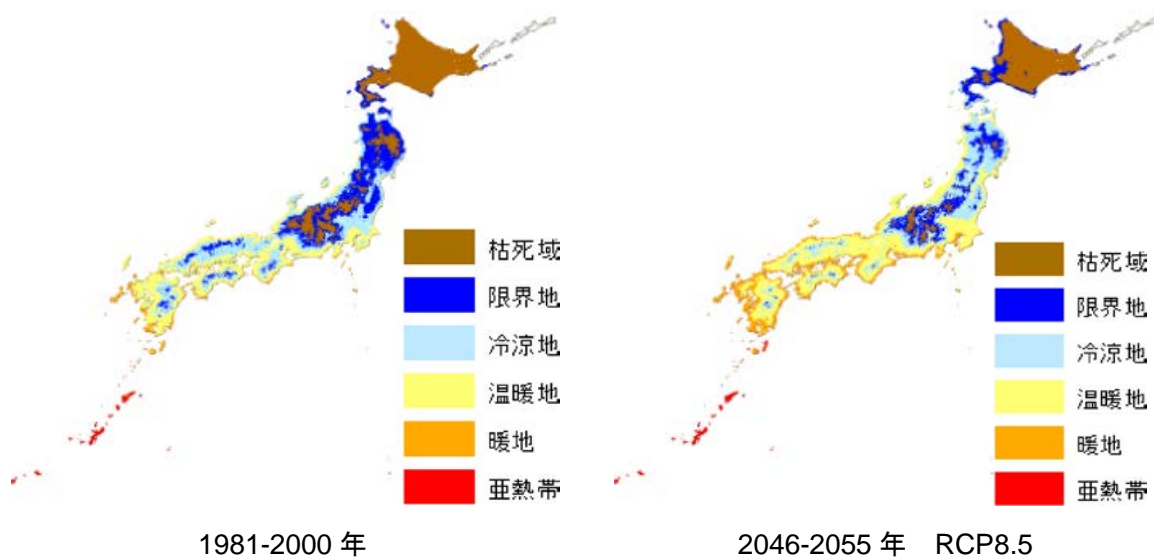 枯死域
限界地
冷涼地
温暖地
暖地
亜熱帯
1981-2000 年
枯死域
限界地
冷涼地
温暖地
暖地
亜熱帯
2046-2055 年 RCP8.5